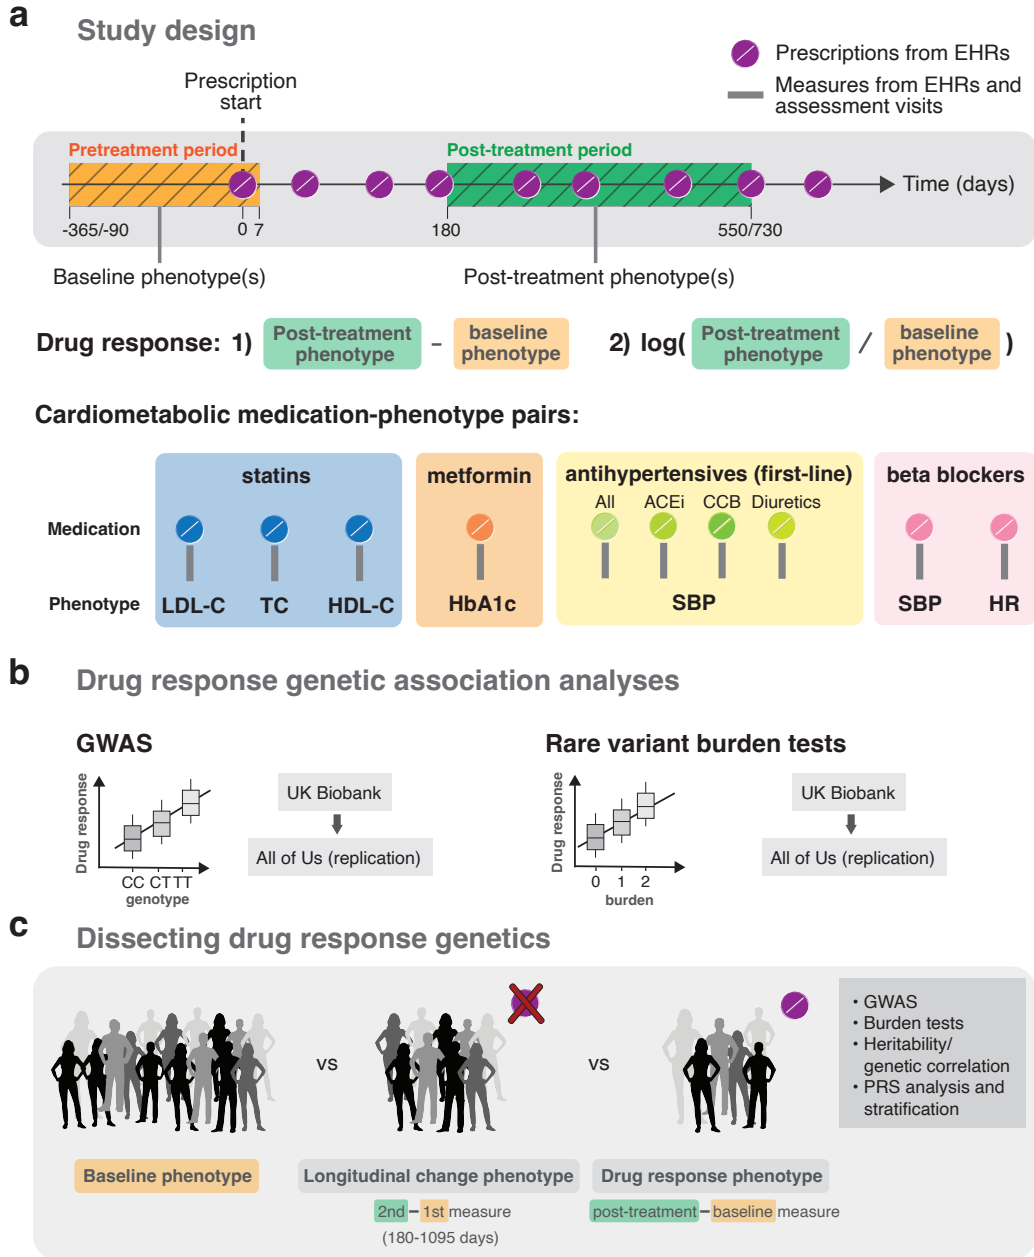 a
Study design
Prescriptions from EHRs
Measures from EHRs and
assessment visits
Prescription
start
Pretreatment period
Post-treatment period
Time (days)
-365/-90
0
7
180
550/730
Baseline phenotype(s)
Post-treatment phenotype(s)
Drug response: 1) Post-treatment phenotype - baseline phenotype
2) log( Post-treatment phenotype / baseline phenotype )
Cardiometabolic medication-phenotype pairs:
statins
metformin
antihypertensives (first-line)
beta blockers
All
ACEi
CCB
Diuretics
Medication
Phenotype
LDL-C
TC
HDL-C
HbA1c
SBP
SBP
HR
b
Drug response genetic association analyses
GWAS
Drug response
CC
CT
TT
genotype
UK Biobank
All of Us (replication)
Rare variant burden tests
Drug response
0
1
2
burden
UK Biobank
All of Us (replication)
c
Dissecting drug response genetics
vs
vs
• GWAS
• Burden tests
• Heritability/
genetic correlation
• PRS analysis and
stratification
Baseline phenotype
Longitudinal change phenotype
2nd – 1st measure
(180-1095 days)
Drug response phenotype
post-treatment – baseline measure